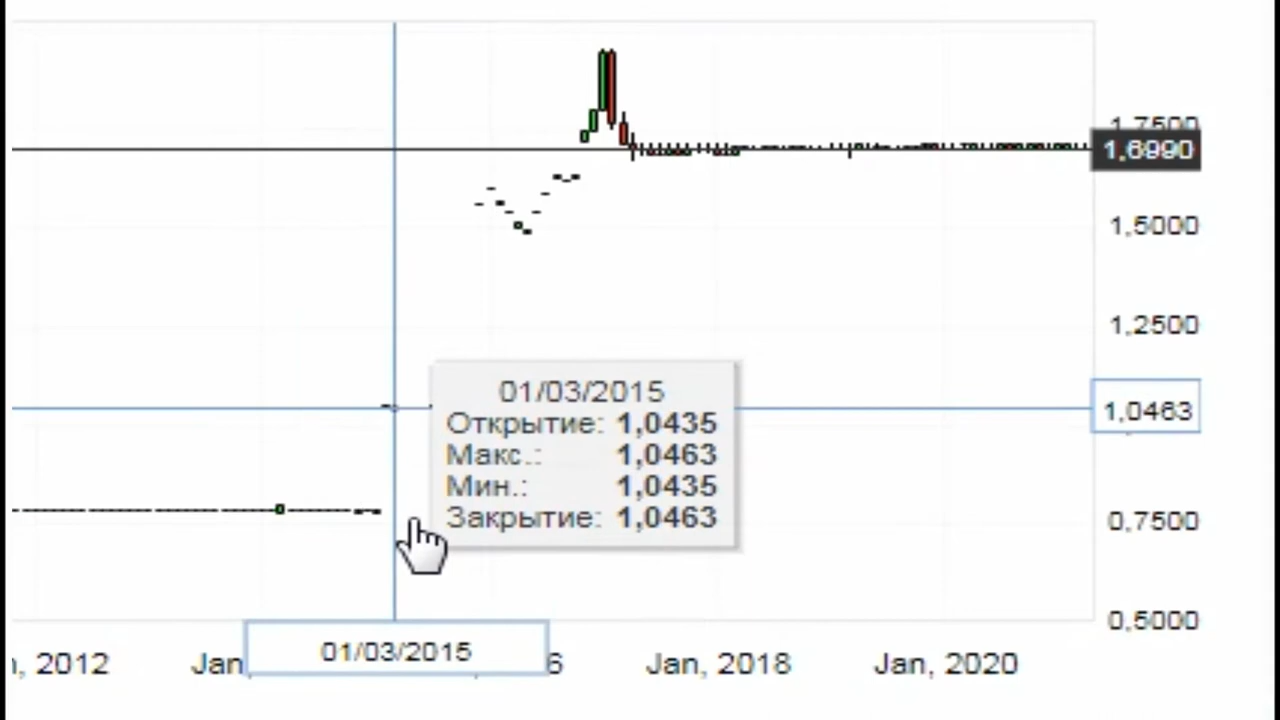 1,7500
1,6990
1,5000
1,2500
01/03/2015
Открытие: 1,0435
Макс.: 1,0463
Мин.: 1,0435
Закрытие: 1,0463
1,0463
0,7500
0,5000
, 2012
Jan,
01/03/2015
6
Jan, 2018
Jan, 2020